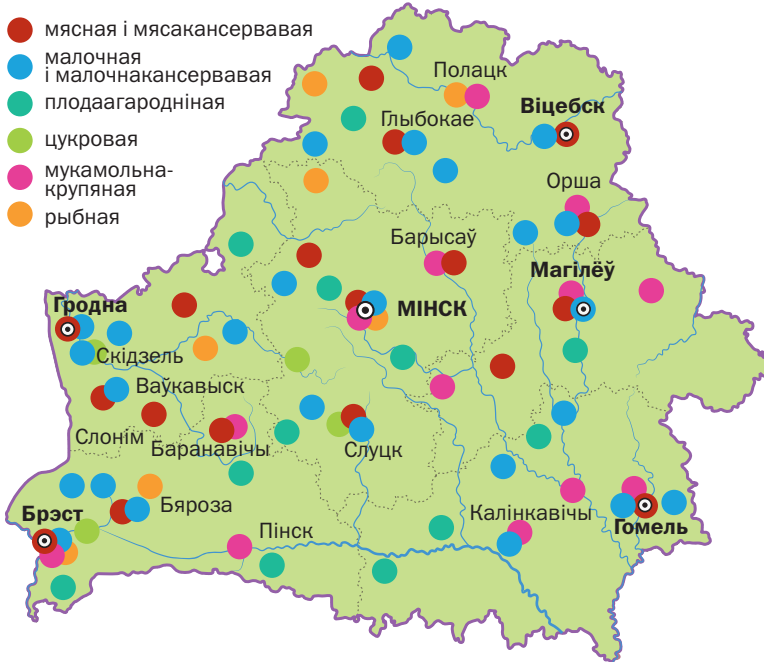 мясная і мясакансервавая
малочная
і малочнакансервавая
плодаагародніная
цукровая
мукамольна-
крупяная
рыбная
Полацк
Віцебск
Глыбокае
Орша
Барысаў
Магілёў
Гродна
МІНСК
Скідзель
Ваўкавыск
Слонім
Баранавічы
Слуцк
Бяроза
Брэст
Пінск
Калінкавічы
Гомель